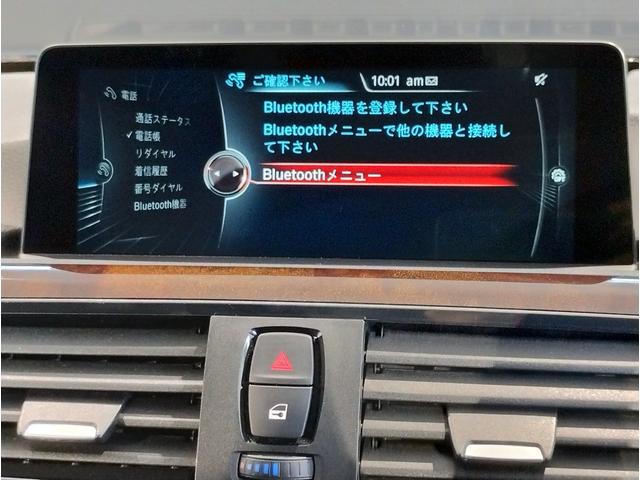 ご確認下さい
10:01 am
電話
通話ステータス
✓ 電話帳
リダイヤル
着信履歴
番号ダイヤル
Bluetooth機器
Bluetooth機器を登録して下さい
Bluetoothメニューで他の機器と接続し
て下さい
Bluetoothメニュー